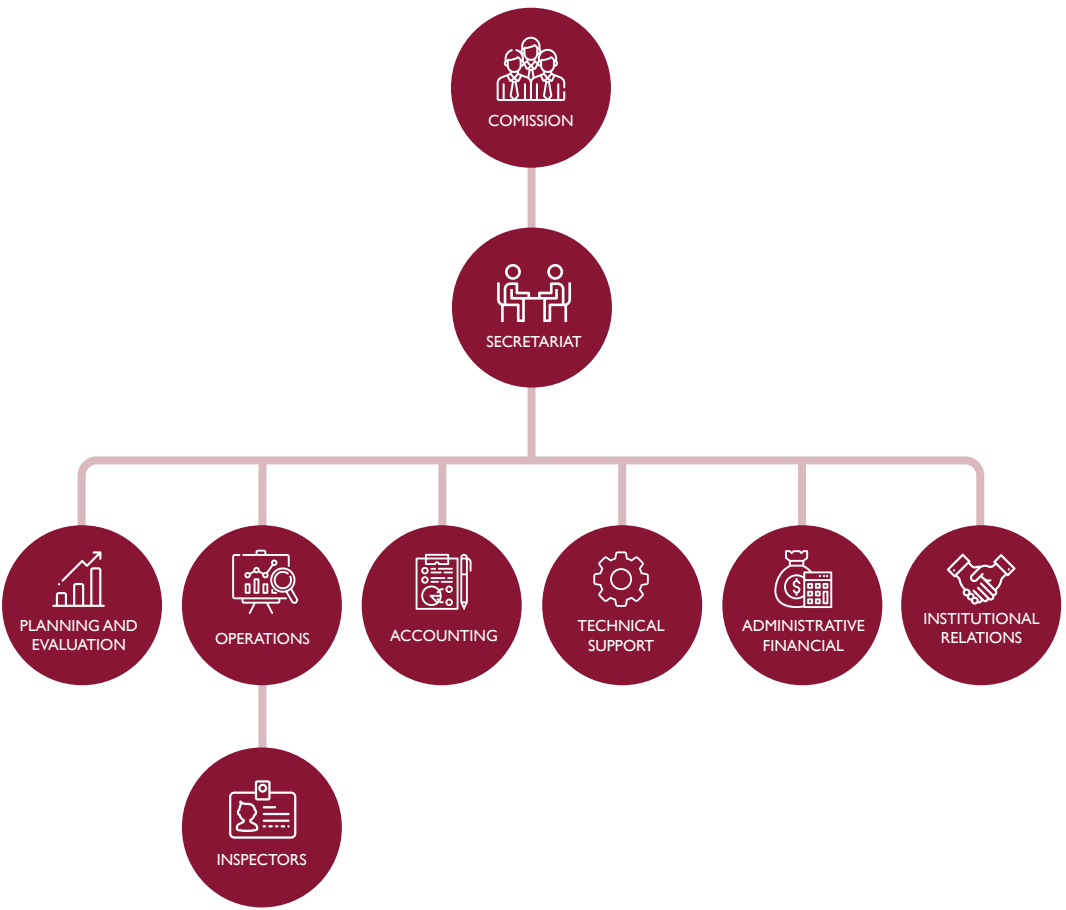 COMISSION
SECRETARIAT
PLANNING AND
EVALUATION
OPERATIONS
ACCOUNTING
TECHNICAL
SUPPORT
ADMINISTRATIVE
FINANCIAL
INSTITUTIONAL
RELATIONS
INSPECTORS